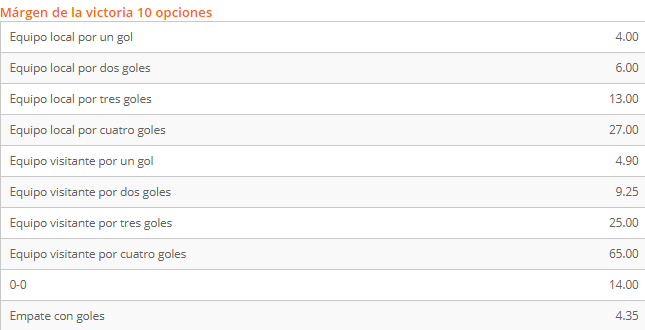 Márgen de la victoria 10 opciones
Equipo local por un gol 4.00
Equipo local por dos goles 6.00
Equipo local por tres goles 13.00
Equipo local por cuatro goles 27.00
Equipo visitante por un gol 4.90
Equipo visitante por dos goles 9.25
Equipo visitante por tres goles 25.00
Equipo visitante por cuatro goles 65.00
0-0 14.00
Empate con goles 4.35